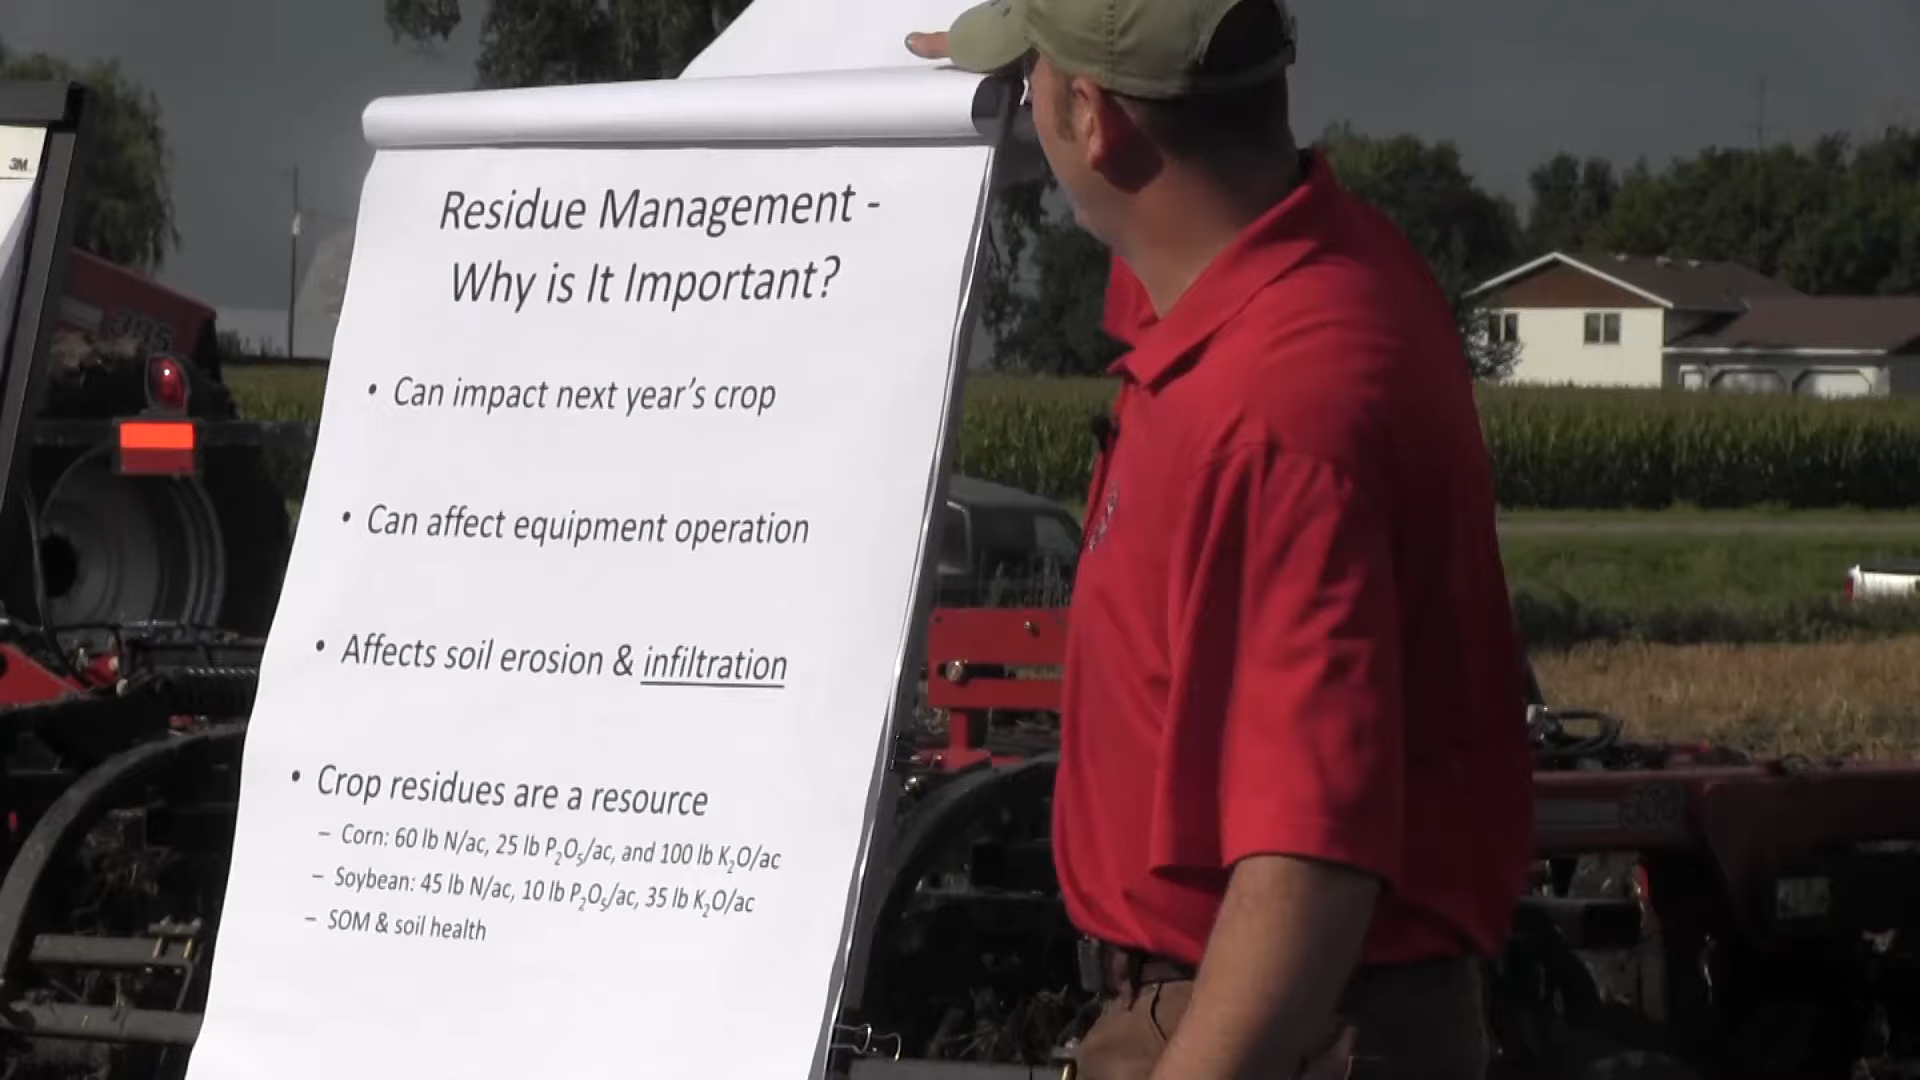 3M
Residue Management -
Why is It Important?
• Can impact next year's crop
• Can affect equipment operation
• Affects soil erosion & infiltration
• Crop residues are a resource
– Corn: 60 lb N/ac, 25 lb P₂O₅/ac, and 100 lb K₂O/ac
– Soybean: 45 lb N/ac, 10 lb P₂O₅/ac, 35 lb K₂O/ac
– SOM & soil health